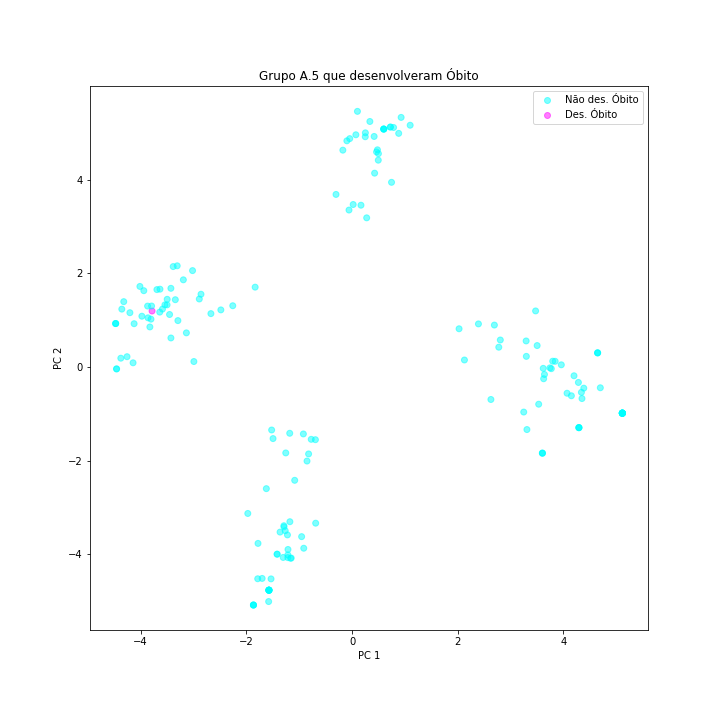 Grupo A.5 que desenvolveram Óbito
Não des. Óbito
Des. Óbito
PC 2
4
2
0
−2
−4
−4
−2
0
2
4
PC 1